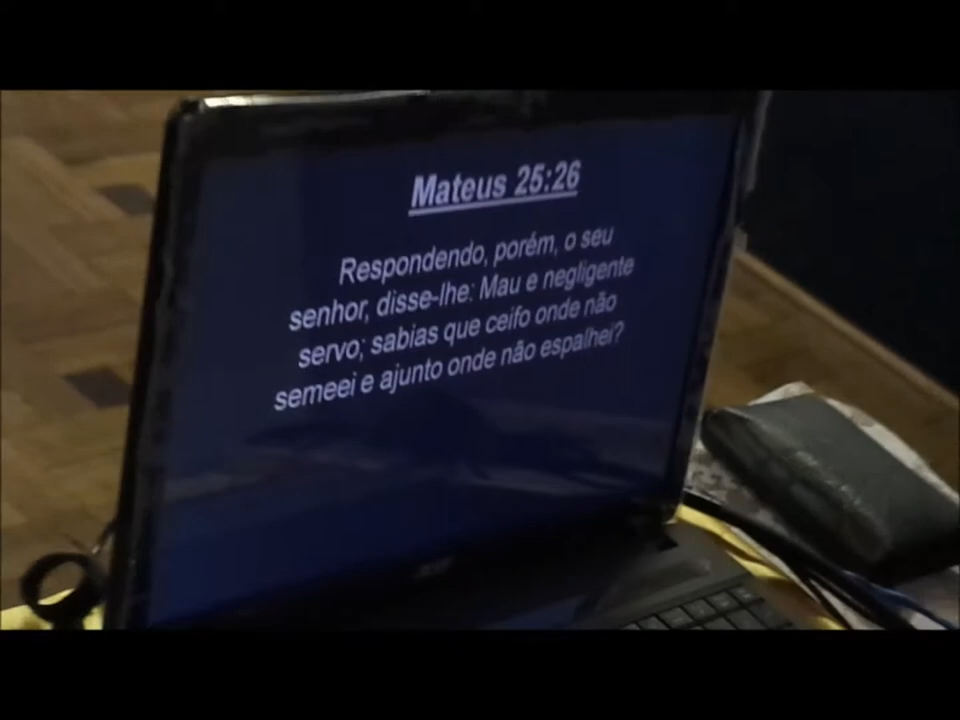 Mateus 25:26
Respondendo, porém, o seu
senhor, disse-lhe: Mau e negligente
servo; sabias que ceifo onde não
semeei e ajunto onde não espalhei?